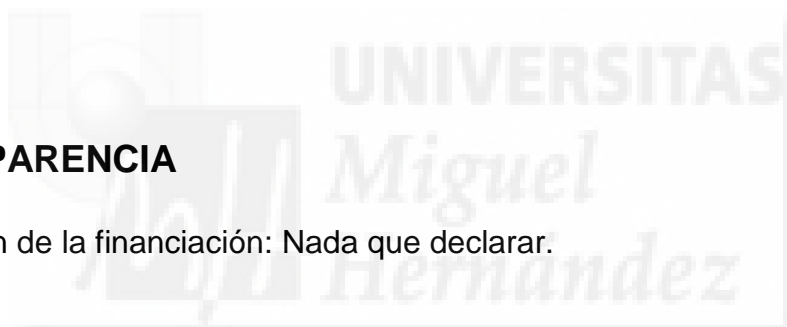 UNIVERSITAS
Miguel
Hernández
PARENCIA
n de la financiación: Nada que declarar.